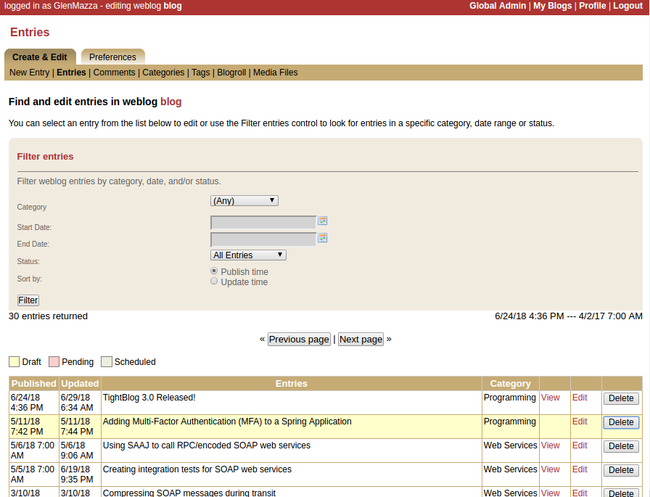 logged in as GlenMazza - editing weblog blog
Global Admin | My Blogs | Profile | Logout
Entries
Create & Edit
Preferences
New Entry | Entries | Comments | Categories | Tags | Blogroll | Media Files
Find and edit entries in weblog blog
You can select an entry from the list below to edit or use the Filter entries control to look for entries in a specific category, date range or status.
Filter entries
Filter weblog entries by category, date, and/or status.
Category
(Any)
Start Date:
End Date:
Status:
All Entries
Sort by:
Publish time
Update time
Filter
30 entries returned
6/24/18 4:36 PM --- 4/2/17 7:00 AM
« Previous page | Next page »
Draft Pending Scheduled
Published Updated Entries Category
6/24/18 6/29/18 TightBlog 3.0 Released! Programming View Edit Delete
4:36 PM 6:34 AM
5/11/18 5/11/18 Adding Multi-Factor Authentication (MFA) to a Spring Application Programming Edit Delete
7:42 PM 7:44 PM
5/6/18 7:00 5/6/18 Using SAAJ to call RPC/encoded SOAP web services Web Services View Edit Delete
AM 9:06 AM
5/5/18 7:00 6/19/18 Creating integration tests for SOAP web services Web Services View Edit Delete
AM 9:35 PM
3/10/18 3/10/18 Compressing SOAP messages during transit Web Services View Edit Delete